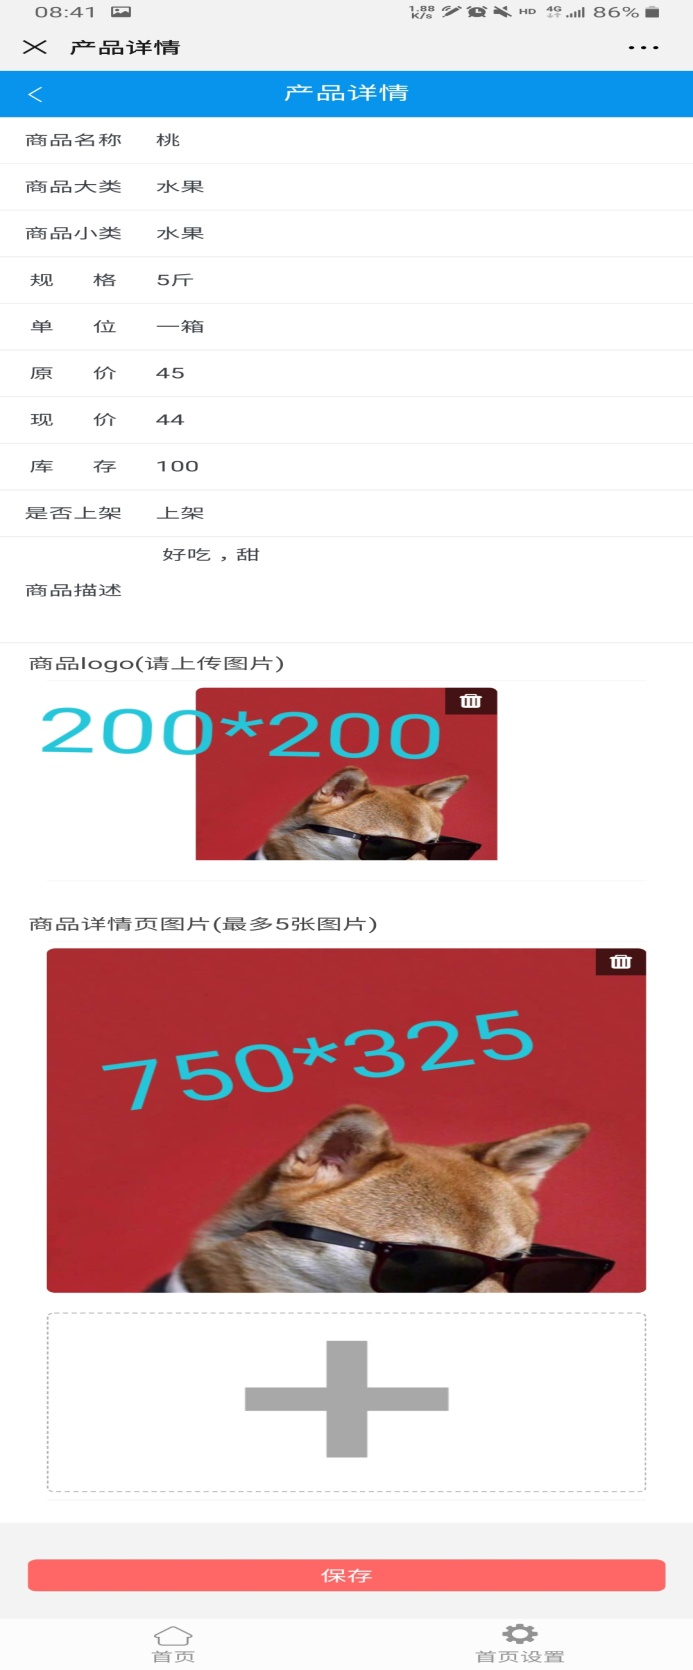 08:41 1.88 K/s HD 4G 86%
产品详情
产品详情
商品名称 桃
商品大类 水果
商品小类 水果
规 格 5斤
单 位 一箱
原 价 45
现 价 44
库 存 100
是否上架 上架
好吃，甜
商品描述
商品logo(请上传图片)
200*200
商品详情页图片(最多5张图片)
750*325
保存
首页 首页设置